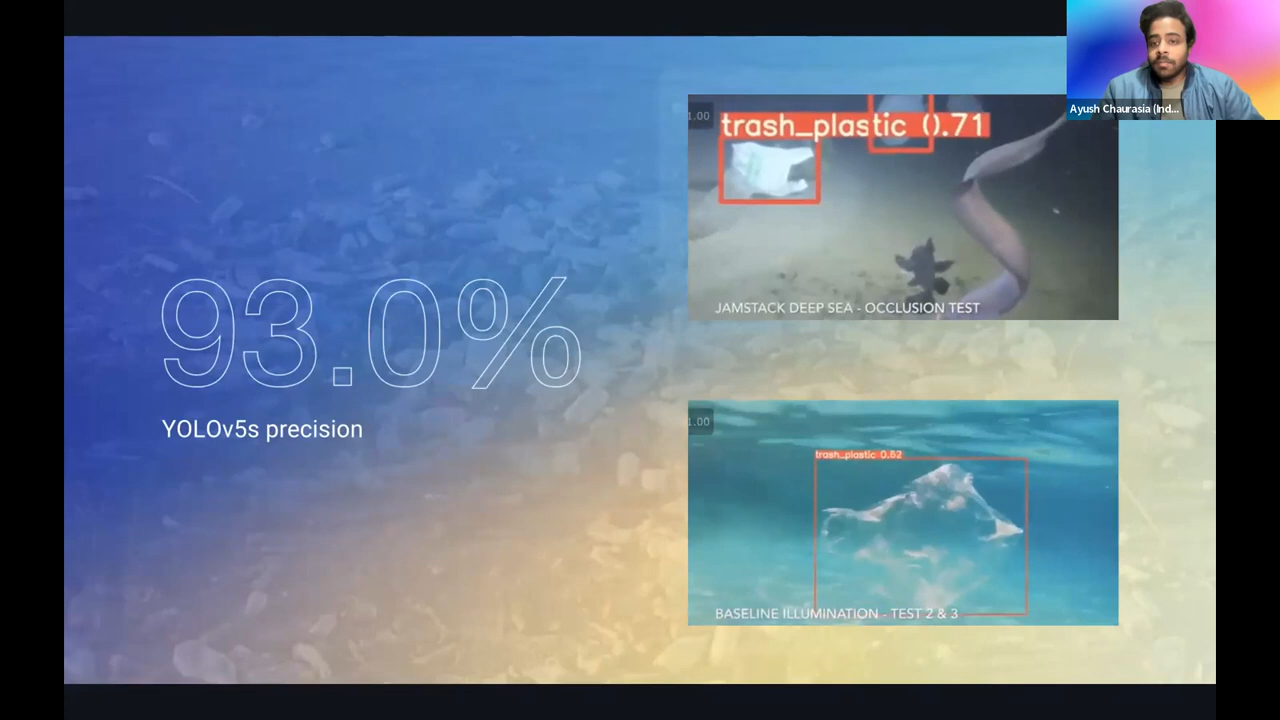 Ayush Chaurasia (Ind...
1.00
trash_plastic 0.71
JAMSTACK DEEP SEA - OCCLUSION TEST
93.0%
YOLOv5s precision
1.00
trash_plastic 0.62
BASELINE ILLUMINATION - TEST 2 & 3